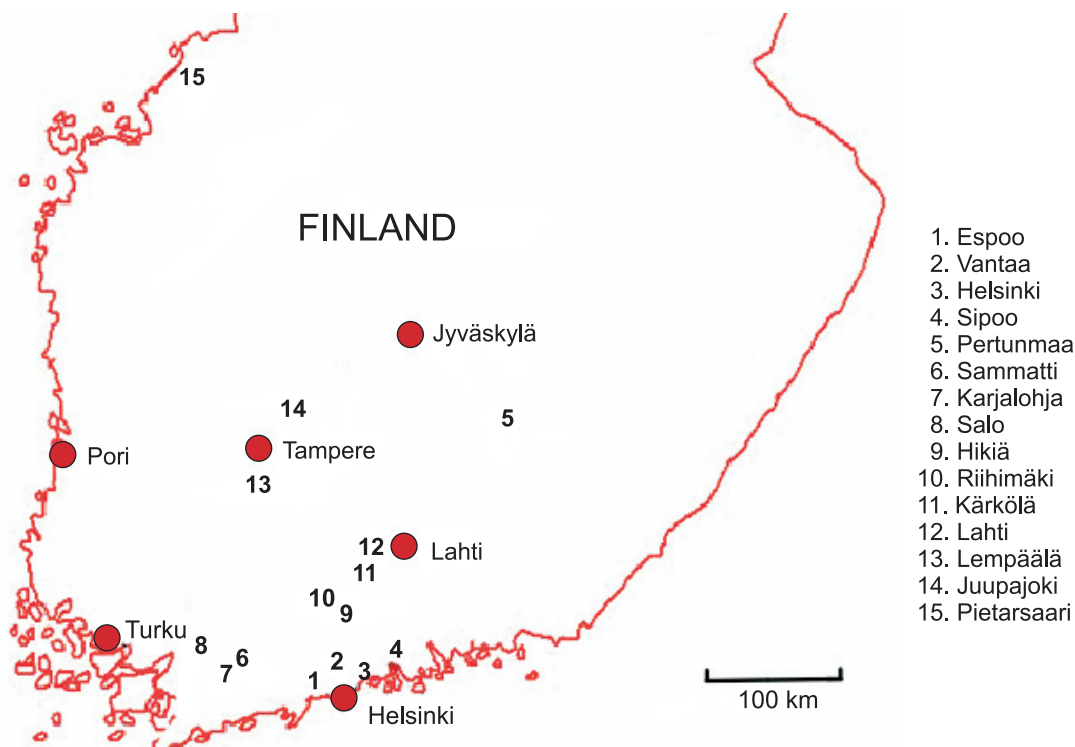 15
FINLAND
Jyväskylä
14
5
Pori
Tampere
13
12
Lahti
11
10
9
Turku
8
6
7
2
4
3
1
Helsinki
100 km
1. Espoo
2. Vantaa
3. Helsinki
4. Sipoo
5. Pertunmaa
6. Sammatti
7. Karjalohja
8. Salo
9. Hikiä
10. Riihimäki
11. Kärkölä
12. Lahti
13. Lempäälä
14. Juupajoki
15. Pietarsaari